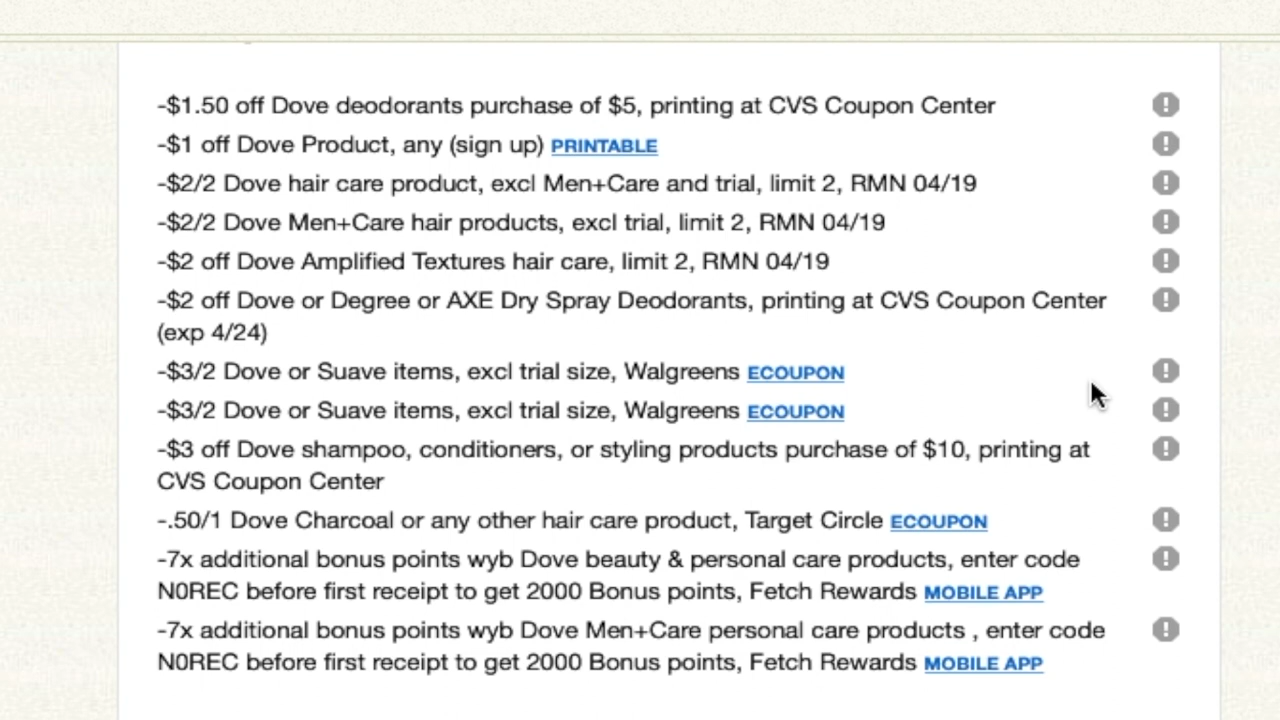 -$1.50 off Dove deodorants purchase of $5, printing at CVS Coupon Center
-$1 off Dove Product, any (sign up) PRINTABLE
-$2/2 Dove hair care product, excl Men+Care and trial, limit 2, RMN 04/19
-$2/2 Dove Men+Care hair products, excl trial, limit 2, RMN 04/19
-$2 off Dove Amplified Textures hair care, limit 2, RMN 04/19
-$2 off Dove or Degree or AXE Dry Spray Deodorants, printing at CVS Coupon Center
(exp 4/24)
-$3/2 Dove or Suave items, excl trial size, Walgreens ECOUPON
-$3/2 Dove or Suave items, excl trial size, Walgreens ECOUPON
-$3 off Dove shampoo, conditioners, or styling products purchase of $10, printing at
CVS Coupon Center
-.50/1 Dove Charcoal or any other hair care product, Target Circle ECOUPON
-7x additional bonus points wyb Dove beauty & personal care products, enter code
N0REC before first receipt to get 2000 Bonus points, Fetch Rewards MOBILE APP
-7x additional bonus points wyb Dove Men+Care personal care products , enter code
N0REC before first receipt to get 2000 Bonus points, Fetch Rewards MOBILE APP